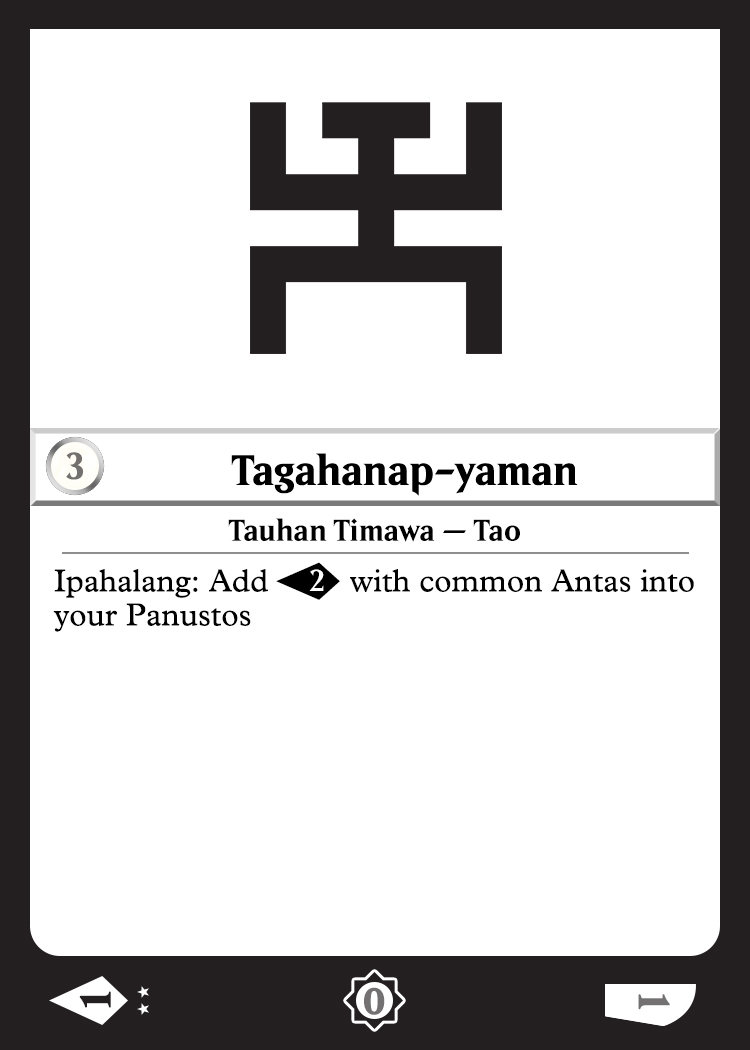 3
Tagahanap-yaman
Tauhan Timawa — Tao
Ipahalang: Add 2 with common Antas into
your Panustos
1 0 1